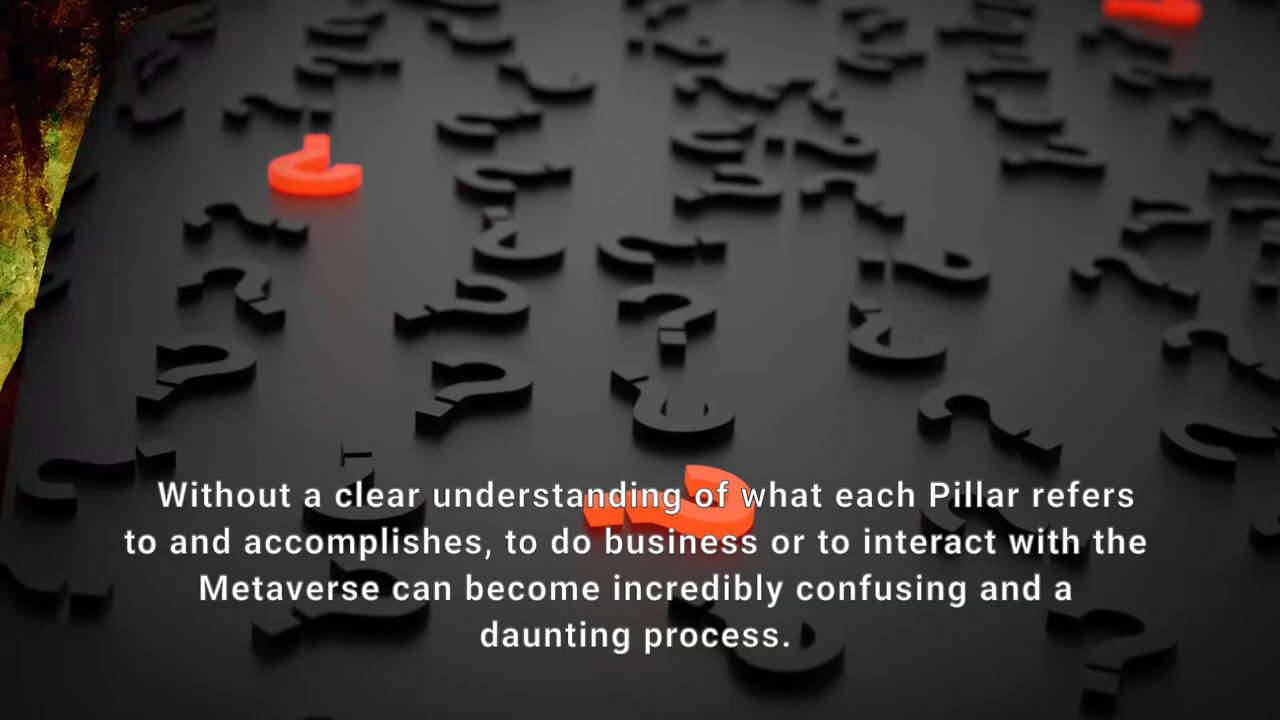 Without a clear understanding of what each Pillar refers
to and accomplishes, to do business or to interact with the
Metaverse can become incredibly confusing and a
daunting process.